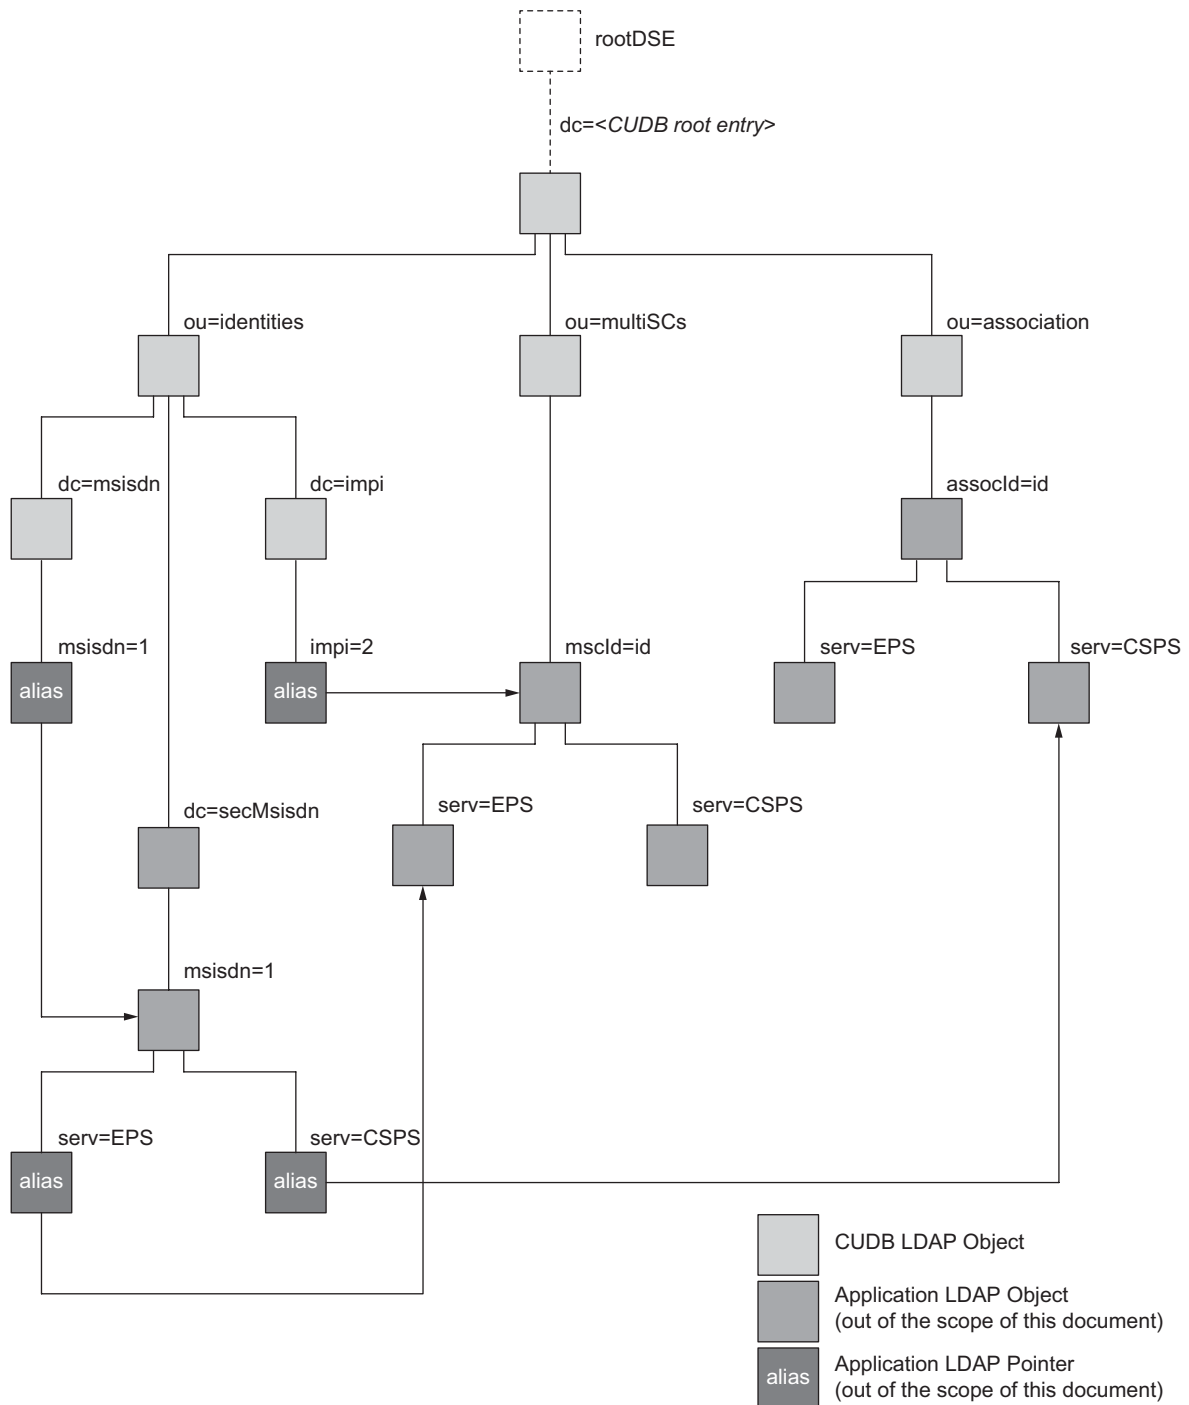 rootDSE
dc=<CUDB root entry>
ou=identities
ou=multiSCs
ou=association
dc=msisdn
dc=impi
assocId=id
msisdn=1
impi=2
mscId=id
serv=EPS
serv=CSPS
alias
alias
dc=secMsisdn
serv=EPS
serv=CSPS
msisdn=1
serv=EPS
serv=CSPS
alias
alias
CUDB LDAP Object
Application LDAP Object
(out of the scope of this document)
alias
Application LDAP Pointer
(out of the scope of this document)